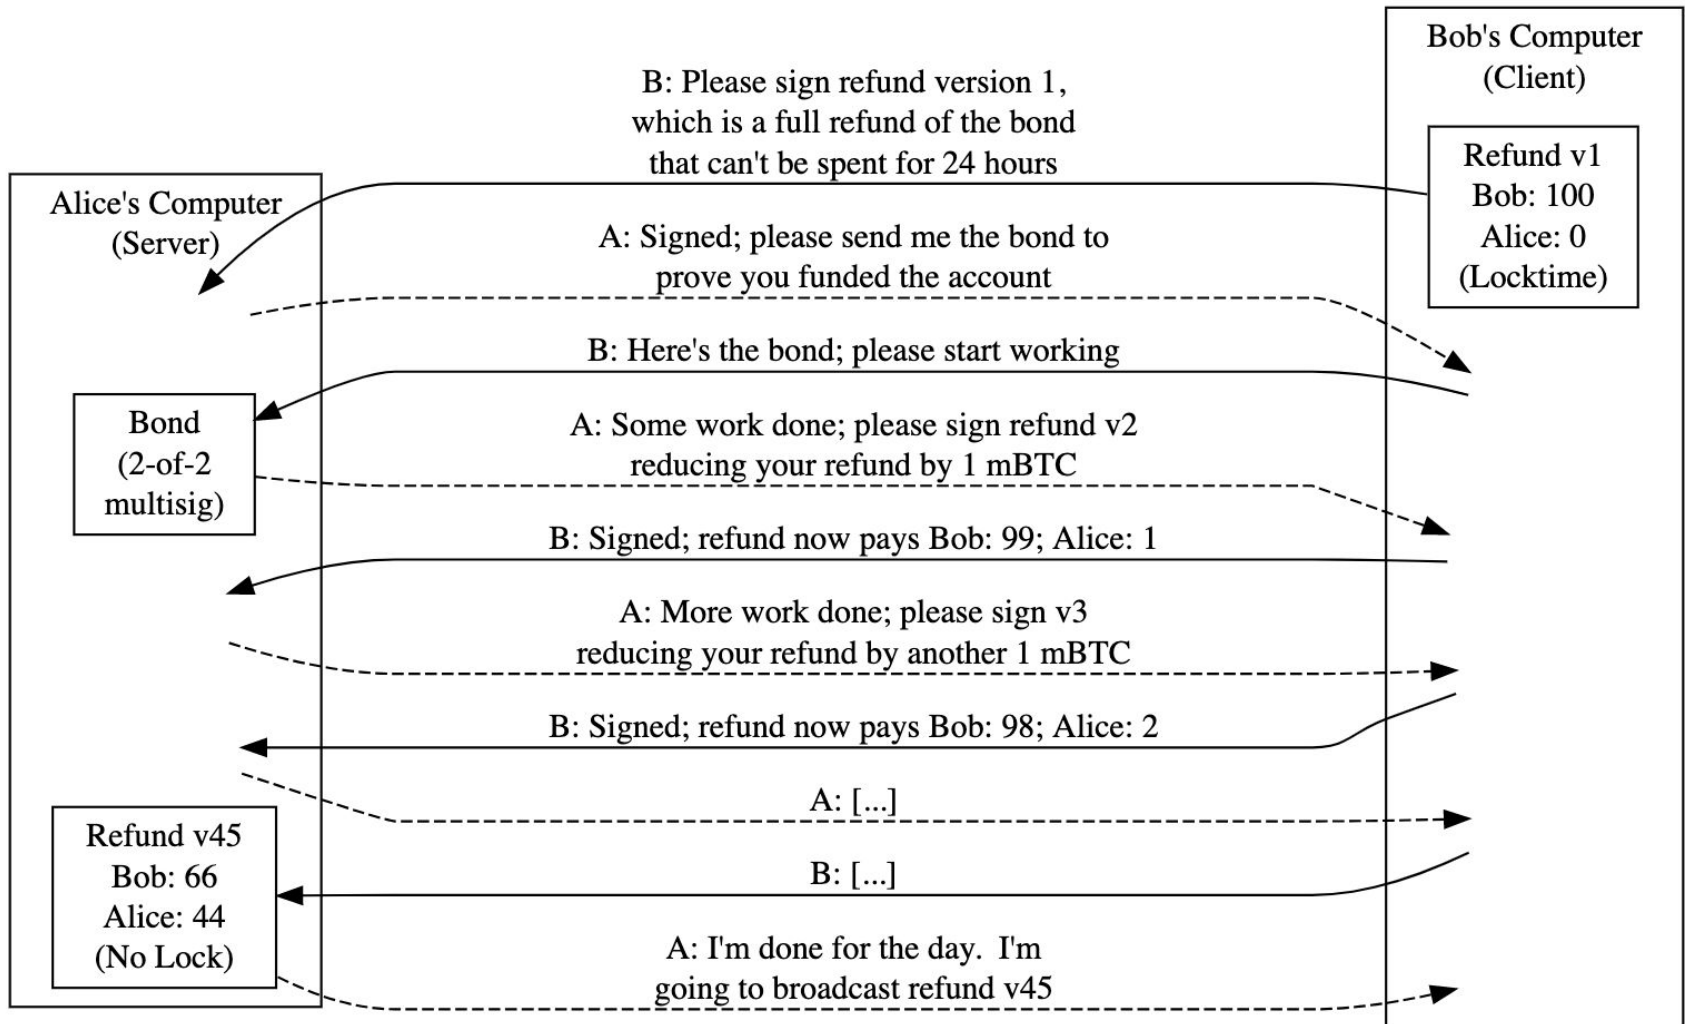 Bob's Computer
(Client)
B: Please sign refund version 1,
which is a full refund of the bond
that can't be spent for 24 hours
Refund v1
Bob: 100
Alice: 0
(Locktime)
Alice's Computer
(Server)
A: Signed; please send me the bond to
prove you funded the account
B: Here's the bond; please start working
Bond
(2-of-2
multisig)
A: Some work done; please sign refund v2
reducing your refund by 1 mBTC
B: Signed; refund now pays Bob: 99; Alice: 1
A: More work done; please sign v3
reducing your refund by another 1 mBTC
B: Signed; refund now pays Bob: 98; Alice: 2
A: [...]
Refund v45
Bob: 66
Alice: 44
(No Lock)
B: [...]
A: I'm done for the day.  I'm
going to broadcast refund v45